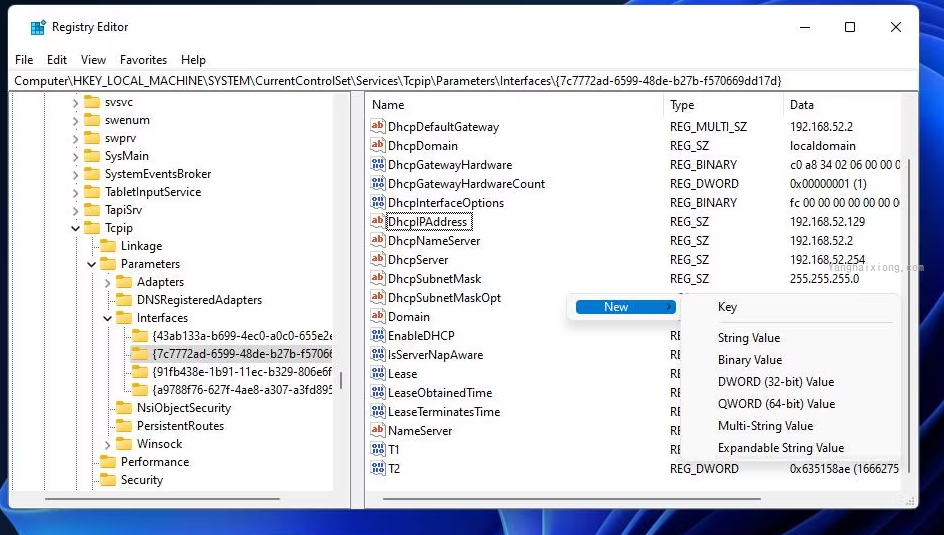 Registry Editor
File Edit View Favorites Help
Computer\HKEY_LOCAL_MACHINE\SYSTEM\CurrentControlSet\Services\Tcpip\Parameters\Interfaces\{7c7772ad-6599-48de-b27b-f570669dd17d}
svsvc
swenum
swprv
SysMain
SystemEventsBroker
TabletInputService
TapiSrv
Tcpip
Linkage
Parameters
Adapters
DNSRegisteredAdapters
Interfaces
{43ab133a-b699-4ec0-a0c0-655e2e
{7c7772ad-6599-48de-b27b-f57066
{91fb438e-1b91-11ec-b329-806e6f
{a9788f76-627f-4ae8-a307-a3fd895
NsiObjectSecurity
PersistentRoutes
Winsock
Performance
Security
Name Type Data
DhcpDefaultGateway REG_MULTI_SZ 192.168.52.2
DhcpDomain REG_SZ localdomain
DhcpGatewayHardware REG_BINARY c0 a8 34 02 06 00 00 0
DhcpGatewayHardwareCount REG_DWORD 0x00000001 (1)
DhcpInterfaceOptions REG_BINARY fc 00 00 00 00 00 00 0
DhcpIPAddress REG_SZ 192.168.52.129
DhcpNameServer REG_SZ 192.168.52.2
DhcpServer REG_SZ 192.168.52.254
DhcpSubnetMask REG_SZ 255.255.255.0
DhcpSubnetMaskOpt
Domain
EnableDHCP RE
IsServerNapAware RE
Lease RE
LeaseObtainedTime RE
LeaseTerminatesTime RE
NameServer RE
T1 RE
T2 REG_DWORD 0x635158ae (1666275
New
Key
String Value
Binary Value
DWORD (32-bit) Value
QWORD (64-bit) Value
Multi-String Value
Expandable String Value